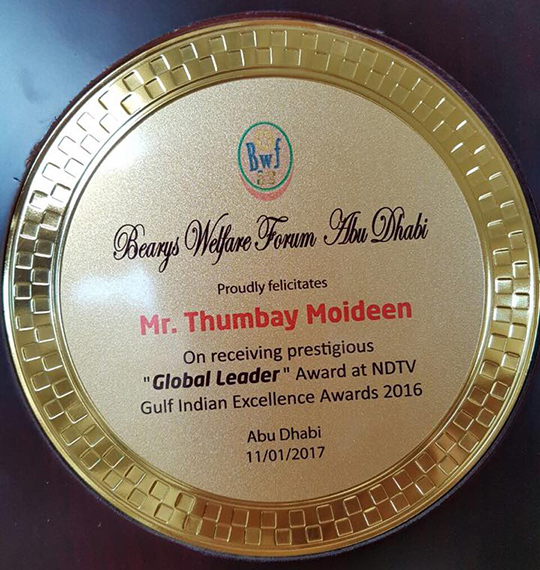 Bwf
Bearys Welfare Forum Abu Dhabi
Proudly felicitates
Mr. Thumbay Moideen
On receiving prestigious
"Global Leader" Award at NDTV
Gulf Indian Excellence Awards 2016
Abu Dhabi
11/01/2017